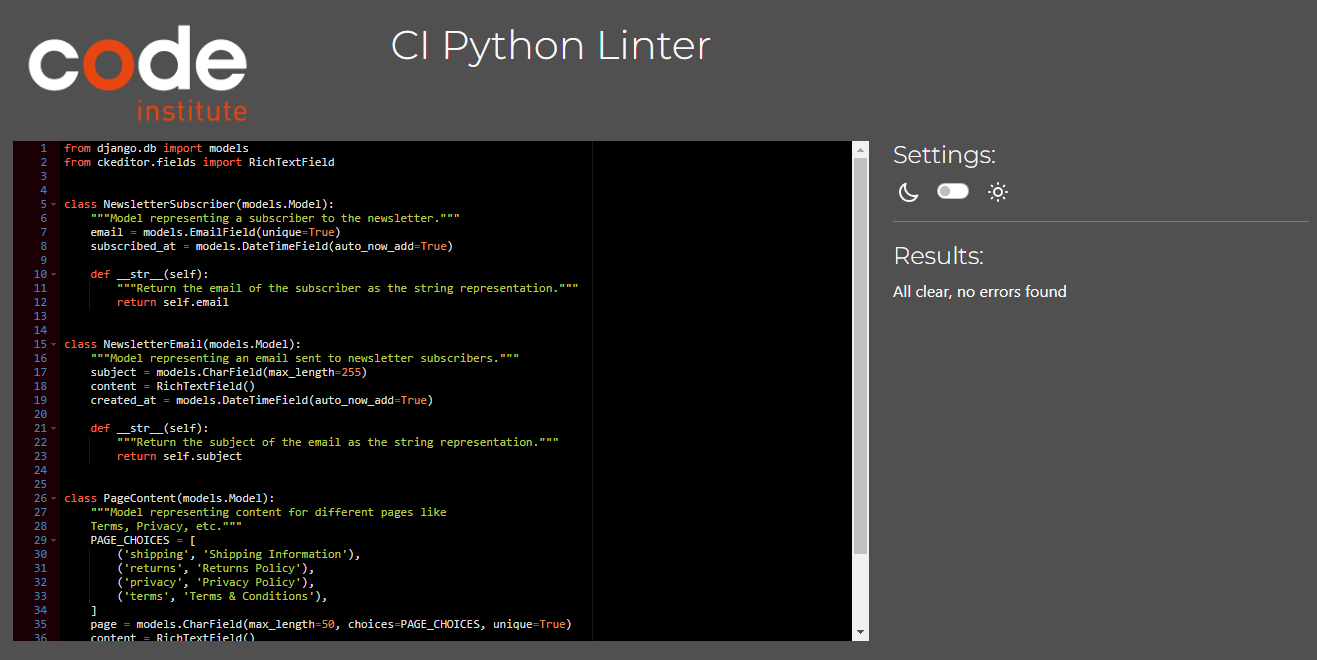 code
institute
CI Python Linter
1 from django.db import models
2 from ckeditor.fields import RichTextField
3
4
5 class NewsletterSubscriber(models.Model):
6     """Model representing a subscriber to the newsletter."""
7     email = models.EmailField(unique=True)
8     subscribed_at = models.DateTimeField(auto_now_add=True)
9
10     def __str__(self):
11         """Return the email of the subscriber as the string representation."""
12         return self.email
13
14
15 class NewsletterEmail(models.Model):
16     """Model representing an email sent to newsletter subscribers."""
17     subject = models.CharField(max_length=255)
18     content = RichTextField()
19     created_at = models.DateTimeField(auto_now_add=True)
20
21     def __str__(self):
22         """Return the subject of the email as the string representation."""
23         return self.subject
24
25
26 class PageContent(models.Model):
27     """Model representing content for different pages like
28     Terms, Privacy, etc."""
29     PAGE_CHOICES = [
30         ('shipping', 'Shipping Information'),
31         ('returns', 'Returns Policy'),
32         ('privacy', 'Privacy Policy'),
33         ('terms', 'Terms & Conditions'),
34     ]
35     page = models.CharField(max_length=50, choices=PAGE_CHOICES, unique=True)
36     content = RichTextField()
Settings:
Results:
All clear, no errors found